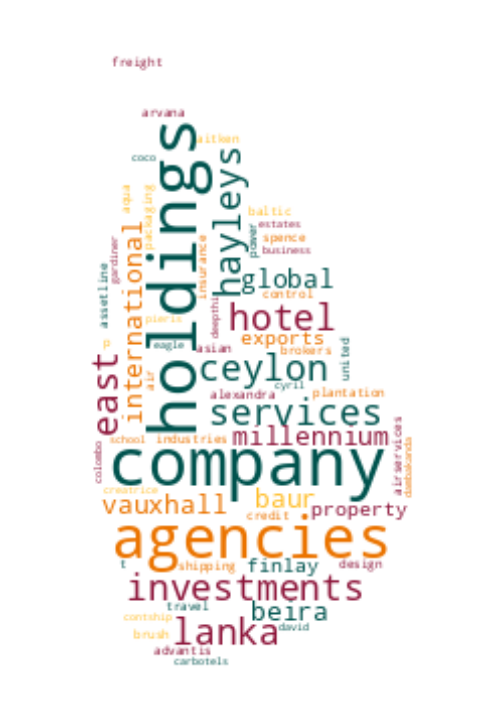 freight
arvana
holdings
aitken
coco
hayleys
aqua
packaging
baltic
estates
power
spence
business
gardiner
international
insurance
assetline
global
control
deepthi
hotel
pieris
exports
p
eagle
asian
brokers
united
east
ceylon
air
cyril
alexandra
plantation
services
school
industries
millennium
airservices
colombo
company
dambakanda
creatrice
baur
vauxhall
credit
property
agencies
t
shipping
finlay
design
investments
travel
beira
contship
david
brush
lanka
advantis
carbotels